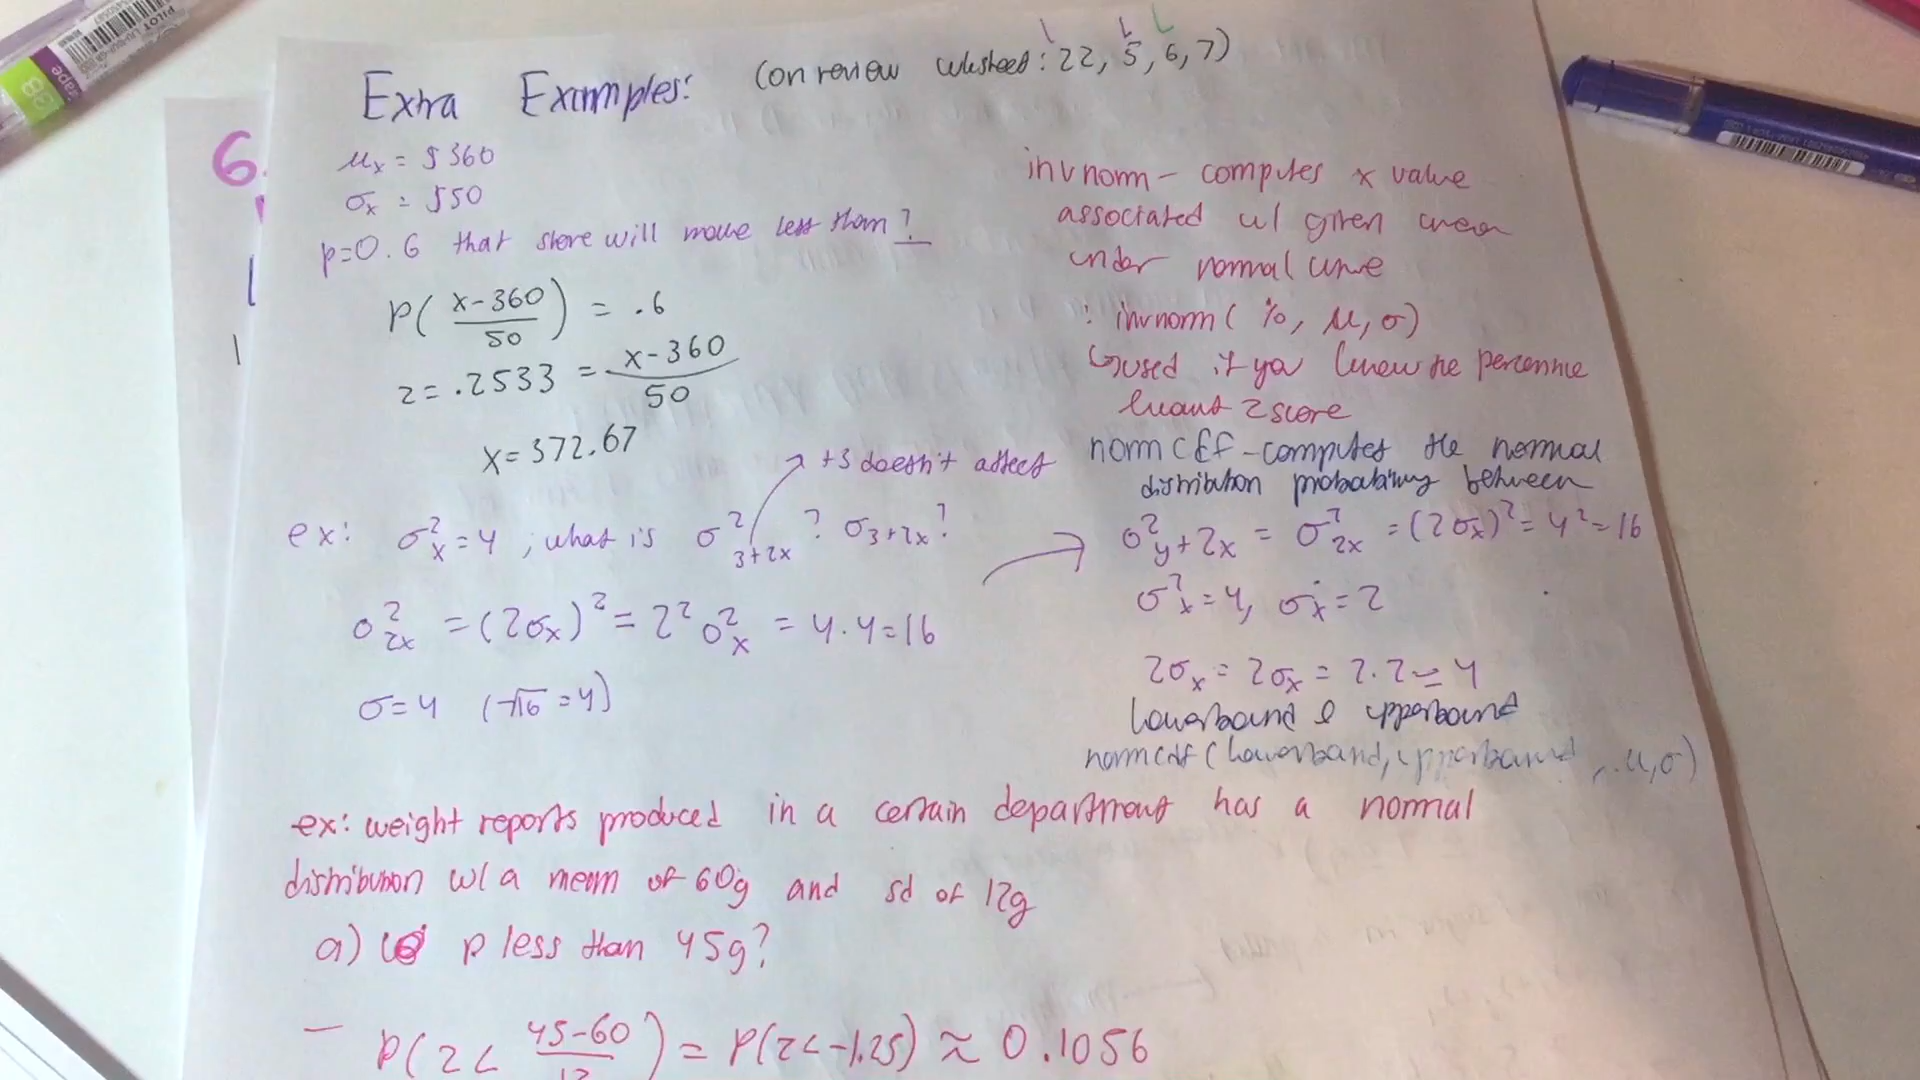 Extra Examples: (on review wksheet: 22, 5, 6, 7)
μx = $360
σx = $50
p=0.6 that store will make less than ?
P( x-360 / 50 ) = .6
z = .2533 = x-360 / 50
x = 372.67
invnorm - computes x value
associated w/ given area
under normal curve
: invnorm( %, μ, σ)
↳ used if you know the
want z score
normcdf - computes the normal
distribution probability between
+3 doesn't affect
ex: σ²x = 4 ; what is σ²3+2x ? σ3+2x ?
σ²2x = (2σx)² = 2²σ²x = 4·4=16
σ=4 (√16 = 4)
σ²y+2x = σ²2x = (2σx)² = 4² = 16
σ²x = 4, σx = 2
2σx = 2σx = 2·2 = 4
lowerbound & upperbound
normcdf (lowerbound, upperbound, μ, σ)
ex: weight reports produced in a certain department has a normal
distribution w/ a mean of 60g and sd of 12g
a) p less than 45g?
— P(z < 45-60 / 12 ) = P(z<-1.25) ≈ 0.1056
6.
PILOT